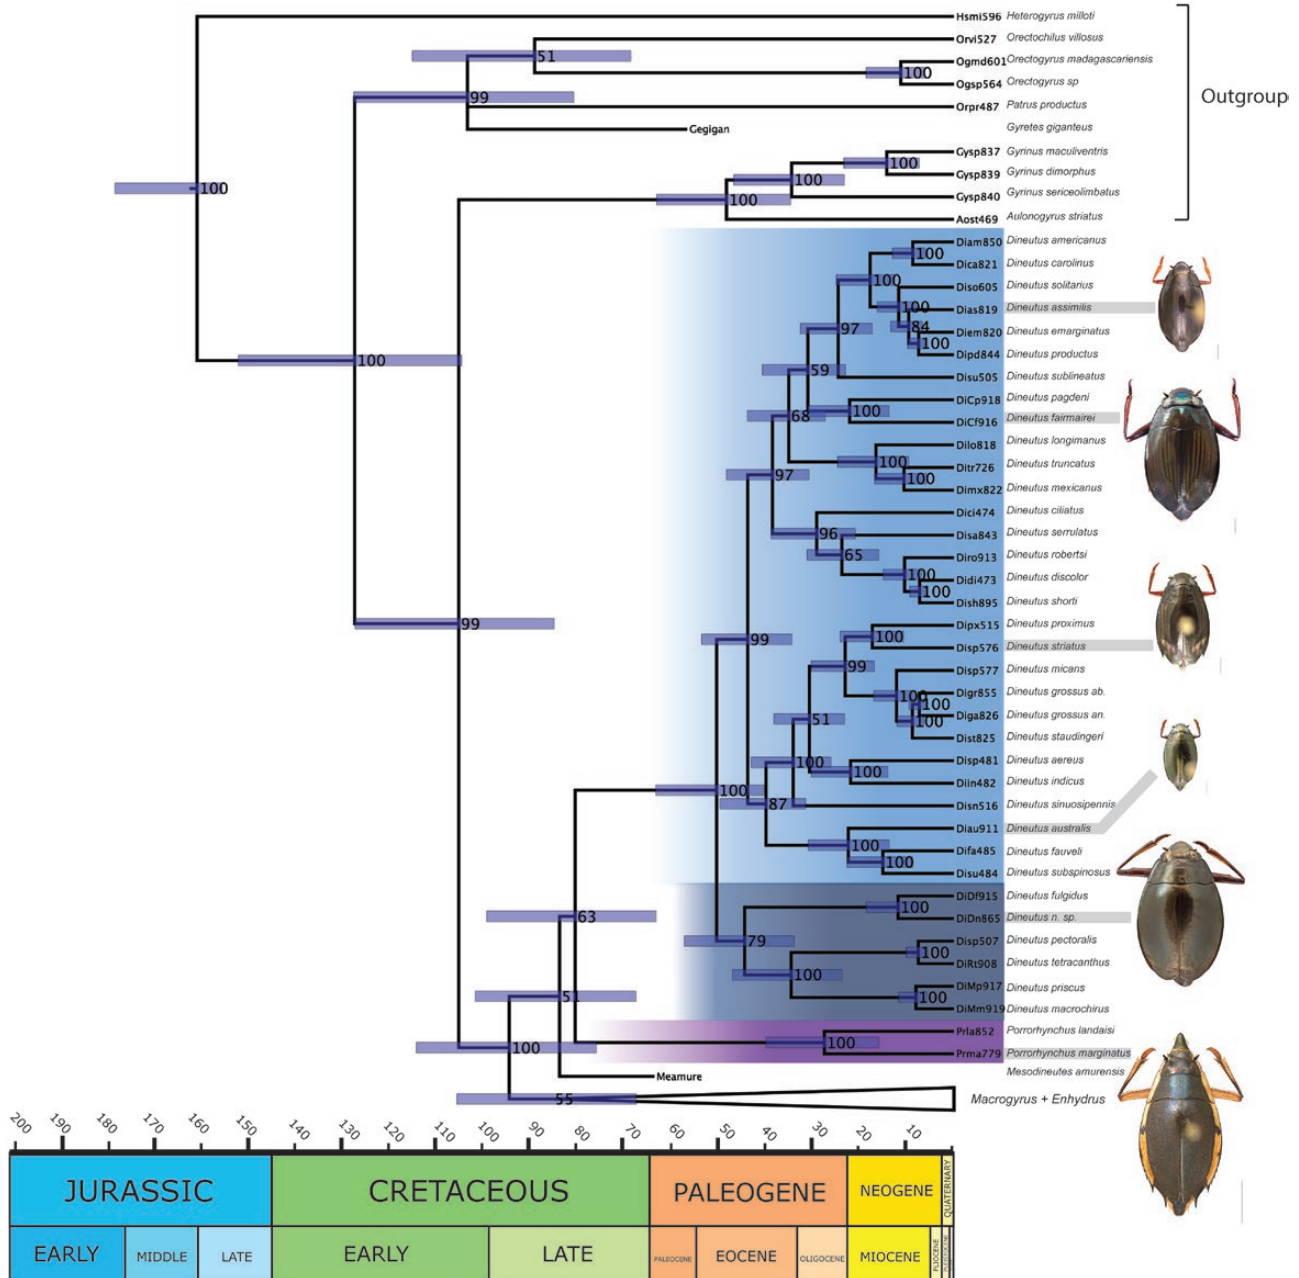 Hsmi596 Heterogyrus milloti
Orvi527 Orectochilus villosus
51
Ogmd601 Orectogyrus madagascariensis
100
Ogsp564 Orectogyrus sp
Outgroup
99
Orpr487 Patrus productus
Gegigan Gyretes giganteus
Gysp837 Gyrinus maculiventris
100
Gysp839 Gyrinus dimorphus
100
100
Gysp840 Gyrinus sericeolimbatus
100
Aost469 Aulonogyrus striatus
Diam850 Dineutus americanus
100
Dica821 Dineutus carolinus
100
Diso605 Dineutus solitarius
100
Dias819 Dineutus assimilis
97
84
Diem820 Dineutus emarginatus
100
Dipd844 Dineutus productus
100
59
Disu505 Dineutus sublineatus
DiCp918 Dineutus pagdeni
68
100
DiCf916 Dineutus fairmairei
Dilo818 Dineutus longimanus
100
Ditr726 Dineutus truncatus
97
100
Dimx822 Dineutus mexicanus
Dici474 Dineutus ciliatus
96
Disa843 Dineutus serrulatus
65
Diro913 Dineutus robertsi
100
Didi473 Dineutus discolor
100
Dish895 Dineutus shorti
99
Dipx515 Dineutus proximus
99
100
Disp576 Dineutus striatus
99
Disp577 Dineutus micans
100
Digr855 Dineutus grossus ab.
100
Diga826 Dineutus grossus an.
51
100
Dist825 Dineutus staudingeri
100
Disp481 Dineutus aereus
100
Diin482 Dineutus indicus
100
87
Disn516 Dineutus sinuosipennis
Diau911 Dineutus australis
100
Difa485 Dineutus fauveli
100
Disu484 Dineutus subspinosus
DiDf915 Dineutus fulgidus
100
63
DiDn865 Dineutus n. sp.
79
Disp507 Dineutus pectoralis
100
DiRt908 Dineutus tetracanthus
100
DiMp917 Dineutus priscus
51
100
DiMm919 Dineutus macrochirus
Prla852 Porrorhynchus landaisi
100
100
Prma779 Porrorhynchus marginatus
Meamure Mesodineutes amurensis
55
Macrogyrus + Enhydrus
200 190 180 170 160 150 140 130 120 110 100 90 80 70 60 50 40 30 20 10
JURASSIC CRETACEOUS PALEOGENE NEOGENE QUATERNARY
EARLY MIDDLE LATE EARLY LATE PALEOCENE EOCENE OLIGOCENE MIOCENE PLIOCENE